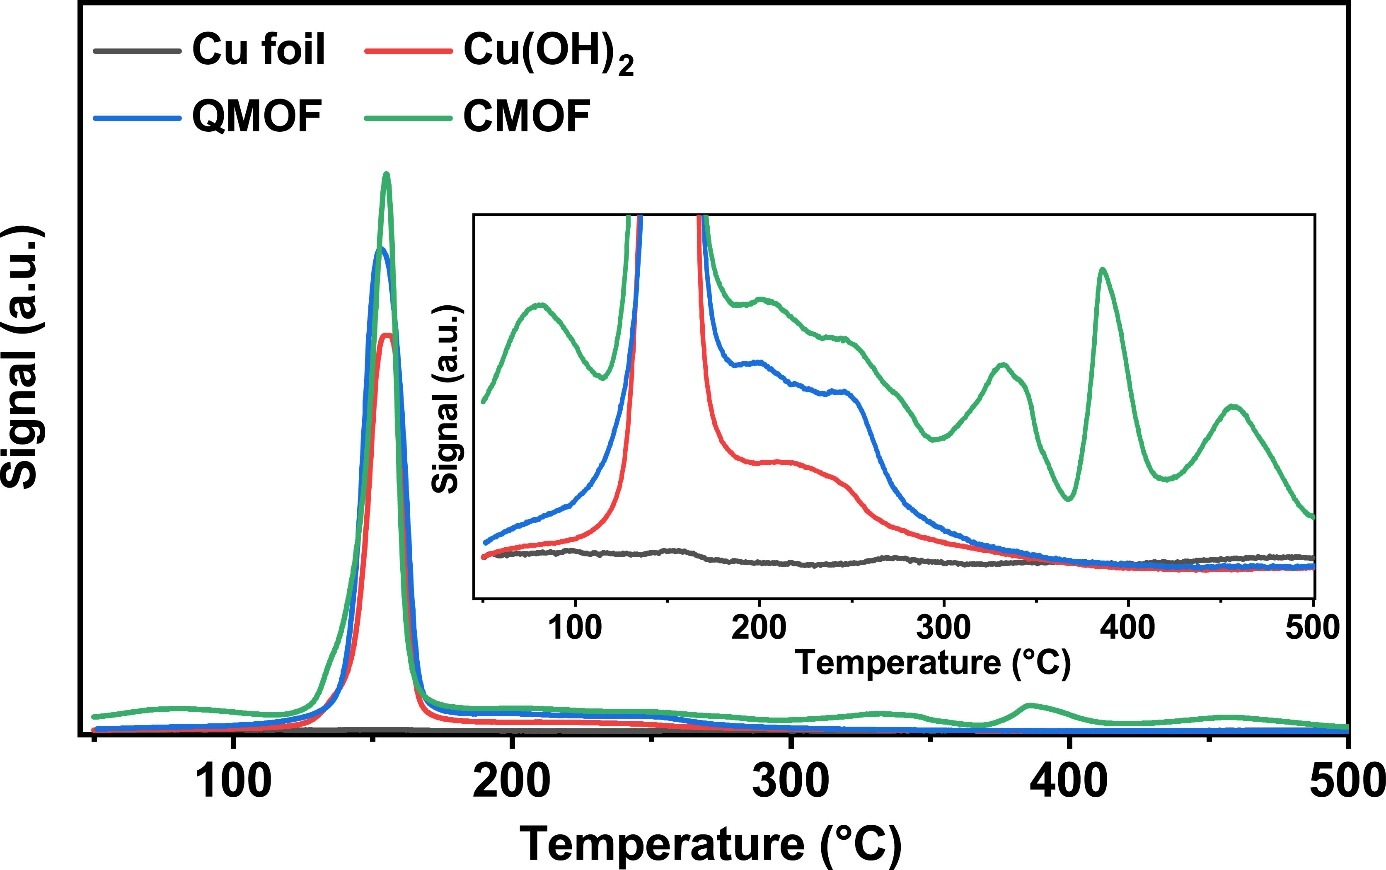 Cu foil Cu(OH)2
QMOF CMOF
Signal (a.u.)
Signal (a.u.)
100 200 300 400 500
Temperature (°C)
100 200 300 400 500
Temperature (°C)